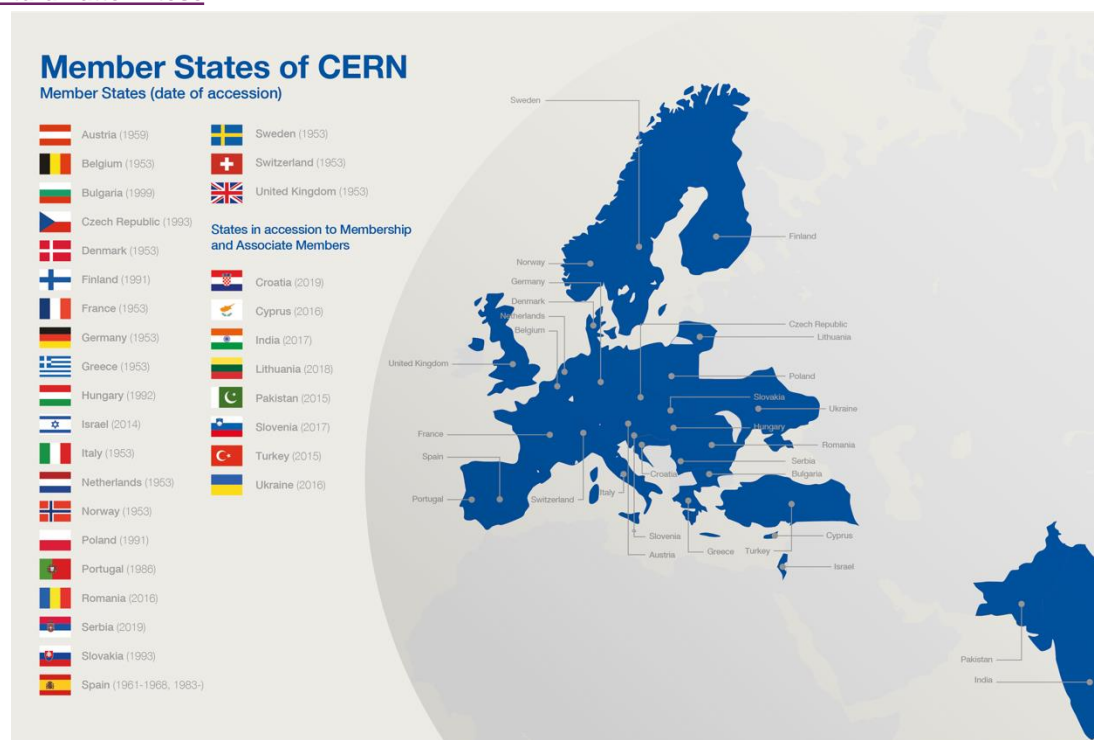 Member States of CERN
Member States (date of accession)
Austria (1959)
Belgium (1953)
Bulgaria (1999)
Czech Republic (1993)
Denmark (1953)
Finland (1991)
France (1953)
Germany (1953)
Greece (1953)
Hungary (1992)
Israel (2014)
Italy (1953)
Netherlands (1953)
Norway (1953)
Poland (1991)
Portugal (1986)
Romania (2016)
Serbia (2019)
Slovakia (1993)
Spain (1961-1968, 1983-)
Sweden (1953)
Switzerland (1953)
United Kingdom (1953)
States in accession to Membership
and Associate Members
Croatia (2019)
Cyprus (2016)
India (2017)
Lithuania (2018)
Pakistan (2015)
Slovenia (2017)
Turkey (2015)
Ukraine (2016)
Sweden
Finland
Norway
Germany
Denmark
Netherlands
Belgium
Czech Republic
Lithuania
United Kingdom
Poland
Slovakia
Ukraine
Hungary
France
Romania
Spain
Serbia
Croatia
Bulgaria
Portugal
Switzerland
Italy
Slovenia
Cyprus
Austria
Greece
Turkey
Israel
Pakistan
India